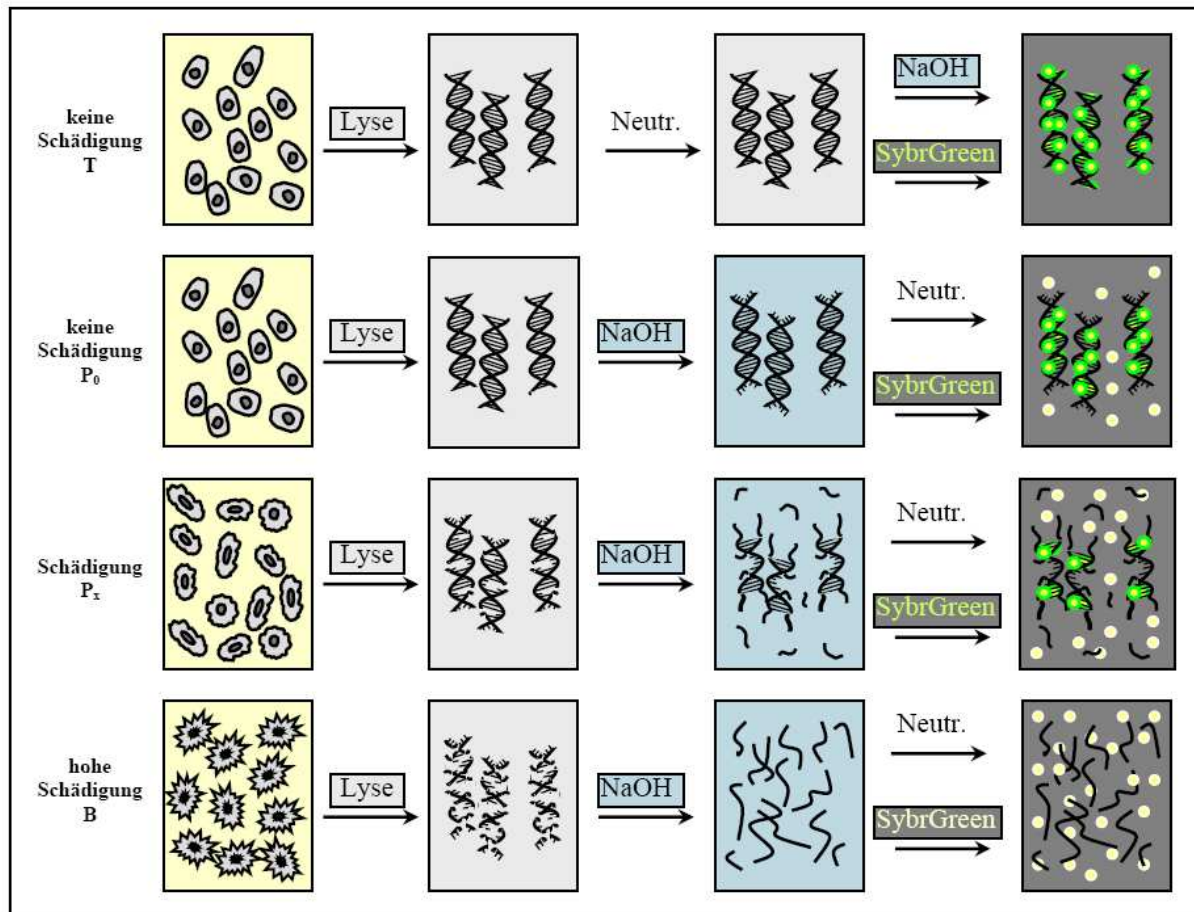 keine
Schädigung
T
Lyse
Neutr.
NaOH
SybrGreen
keine
Schädigung
P₀
Lyse
NaOH
Neutr.
SybrGreen
Schädigung
Pₓ
Lyse
NaOH
Neutr.
SybrGreen
hohe
Schädigung
B
Lyse
NaOH
Neutr.
SybrGreen